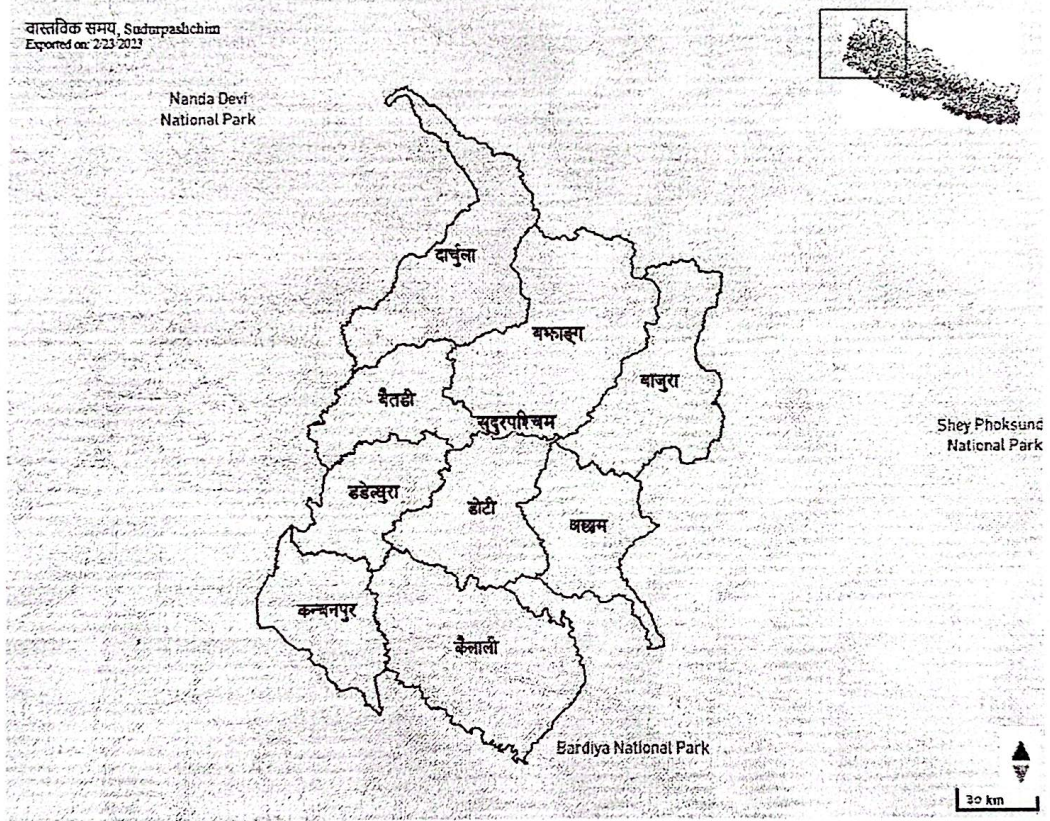 वास्तविक समय, Sudurpashchim
Exported on: 2/23/2023
Nanda Devi
National Park
दार्चुला
बझाङ्ग
बाजुरा
बैतडी
सुदुरपश्चिम
Shey Phoksund
National Park
डडेल्धुरा
डोटी
अछाम
कन्चनपुर
कैलाली
Bardiya National Park
३० km